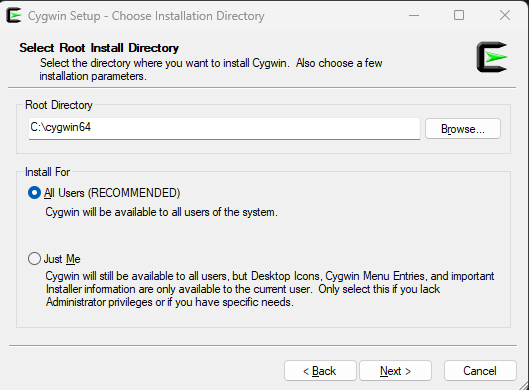 Cygwin Setup - Choose Installation Directory
Select Root Install Directory
Select the directory where you want to install Cygwin. Also choose a few
installation parameters.
Root Directory
C:\cygwin64
Browse...
Install For
All Users (RECOMMENDED)
Cygwin will be available to all users of the system.
Just Me
Cygwin will still be available to all users, but Desktop Icons, Cygwin Menu Entries, and important
Installer information are only available to the current user. Only select this if you lack
Administrator privileges or if you have specific needs.
< Back
Next >
Cancel